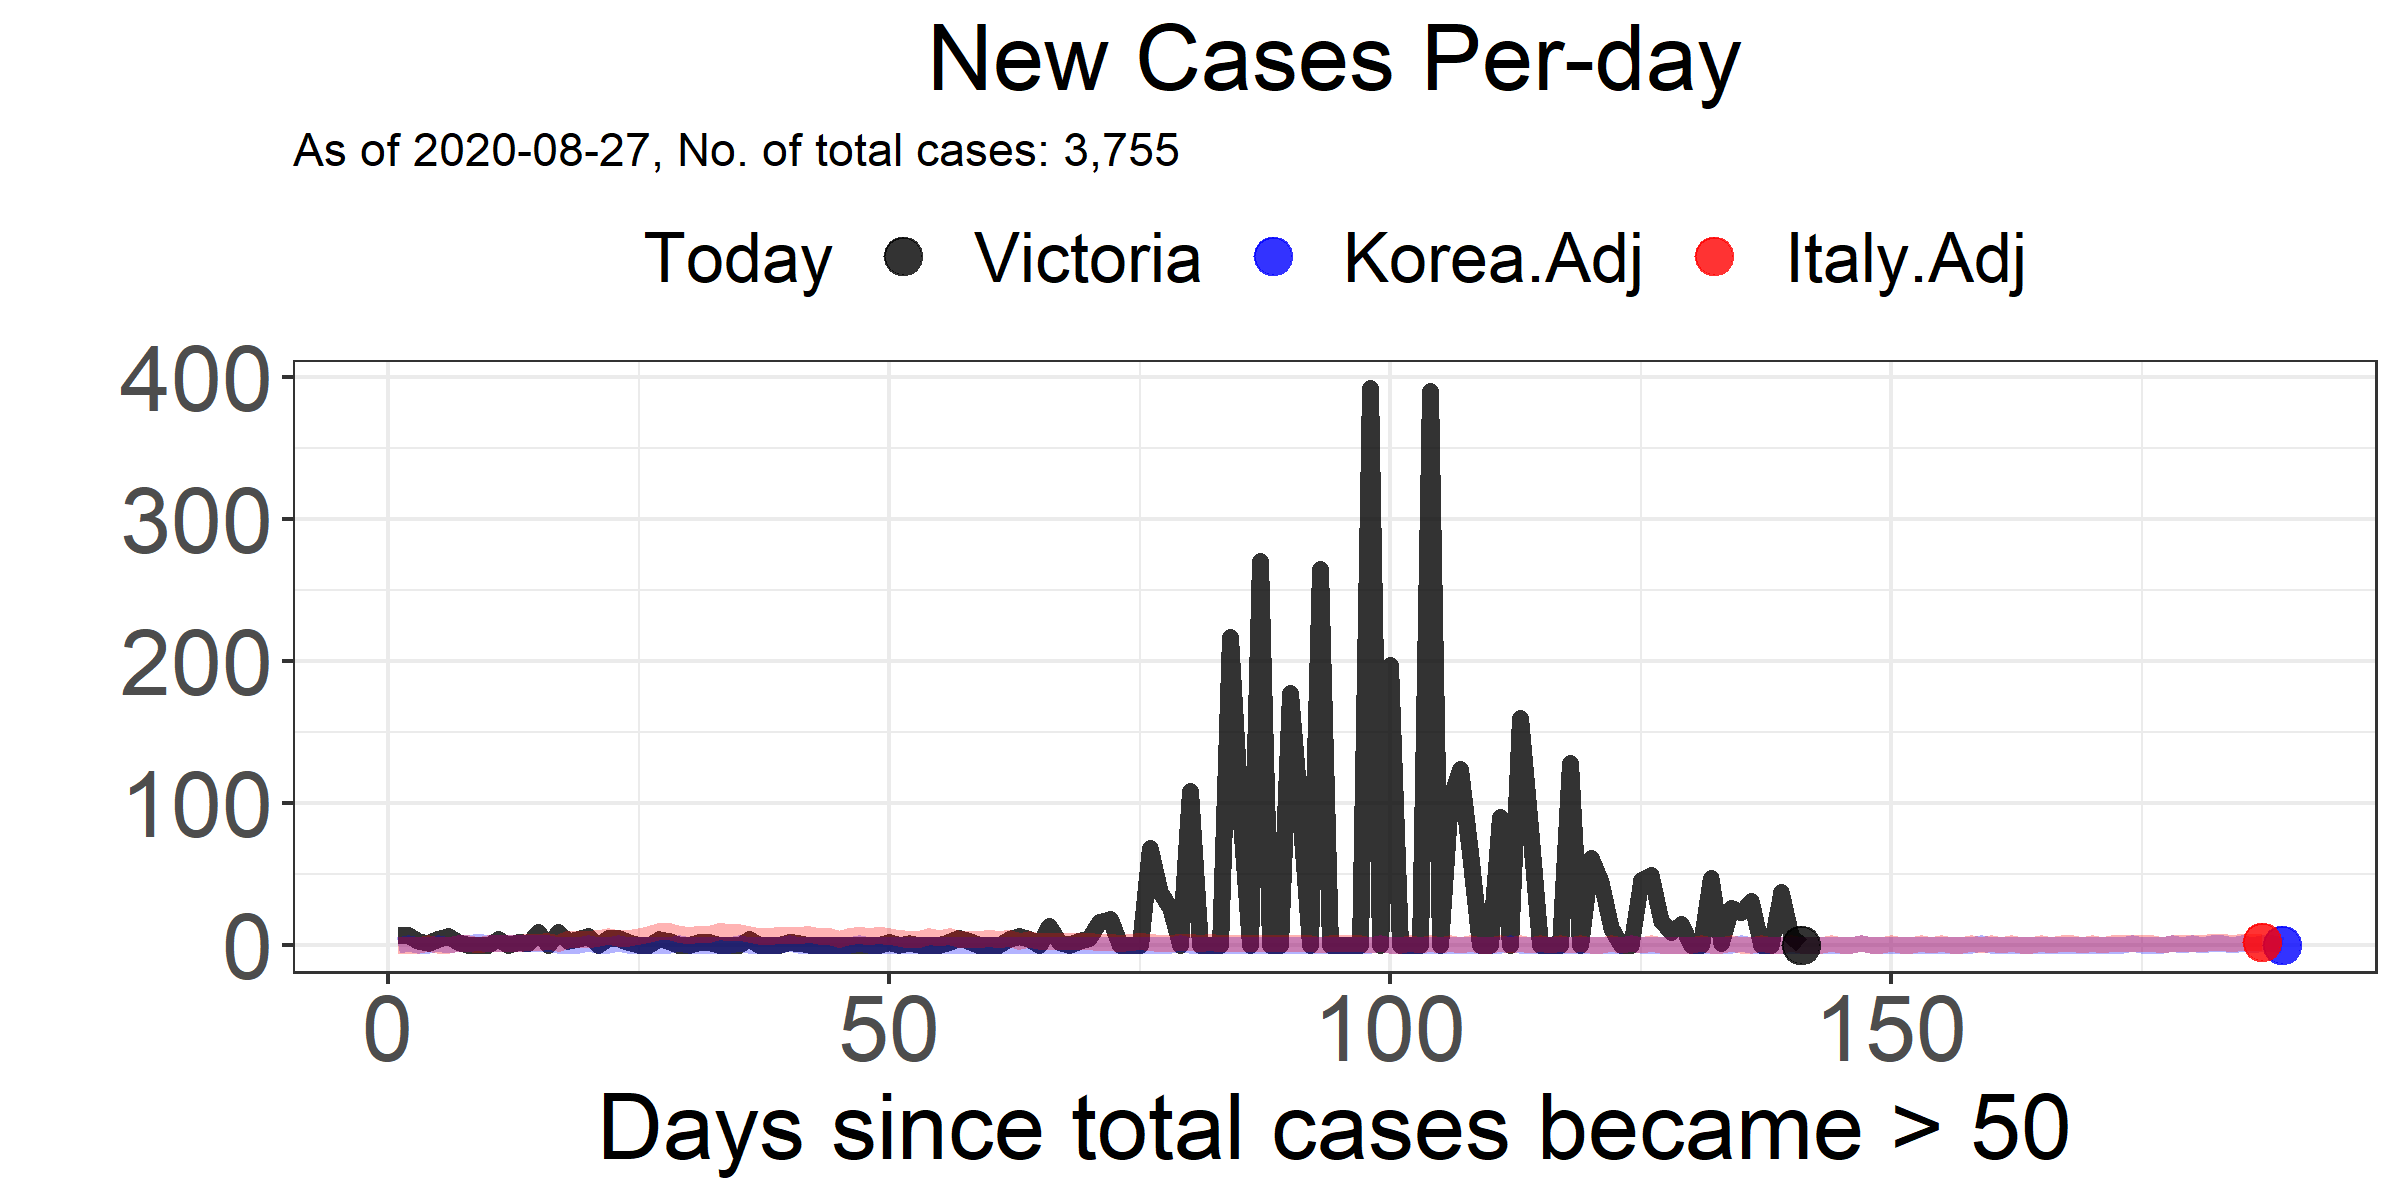 New Cases Per-day
As of 2020-08-27, No. of total cases: 3,755
Today Victoria Korea.Adj Italy.Adj
400
300
200
100
0
0 50 100 150
Days since total cases became > 50